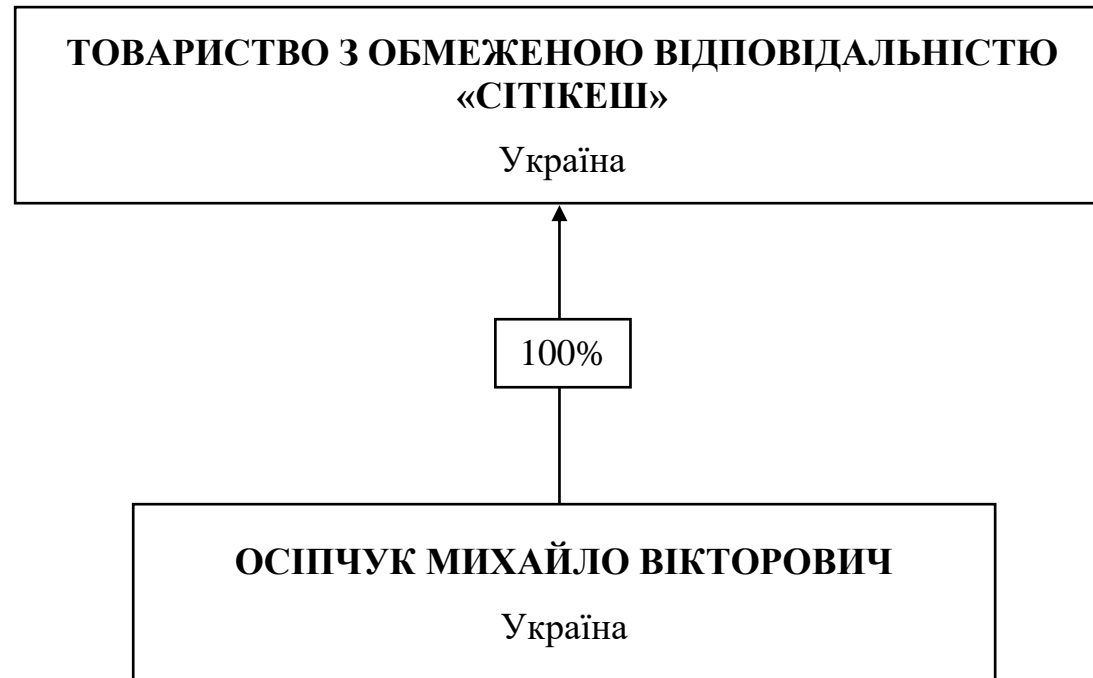 ТОВАРИСТВО З ОБМЕЖЕНОЮ ВІДПОВІДАЛЬНІСТЮ
«СІТІКЕШ»
Україна
100%
ОСІПЧУК МИХАЙЛО ВІКТОРОВИЧ
Україна